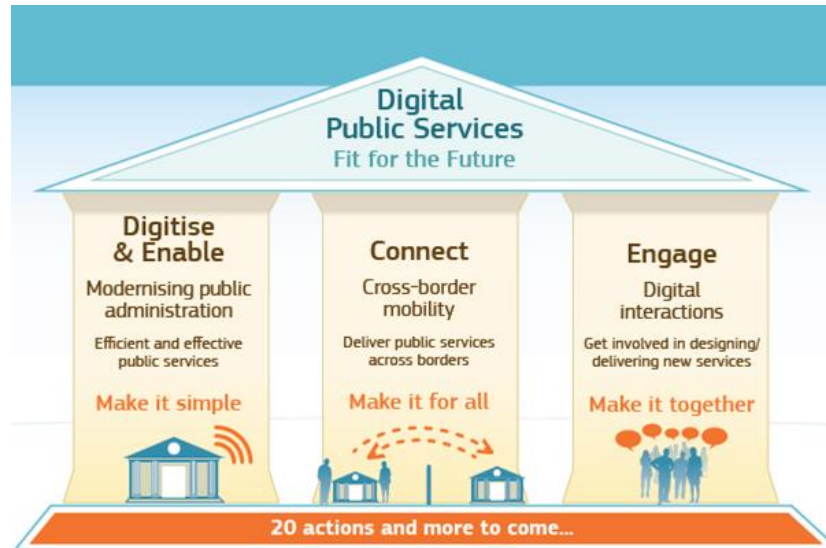 Digital
Public Services
Fit for the Future
Digitise
& Enable
Modernising public
administration
Efficient and effective
public services
Make it simple
Connect
Cross-border
mobility
Deliver public services
across borders
Make it for all
Engage
Digital
interactions
Get involved in designing/
delivering new services
Make it together
20 actions and more to come...